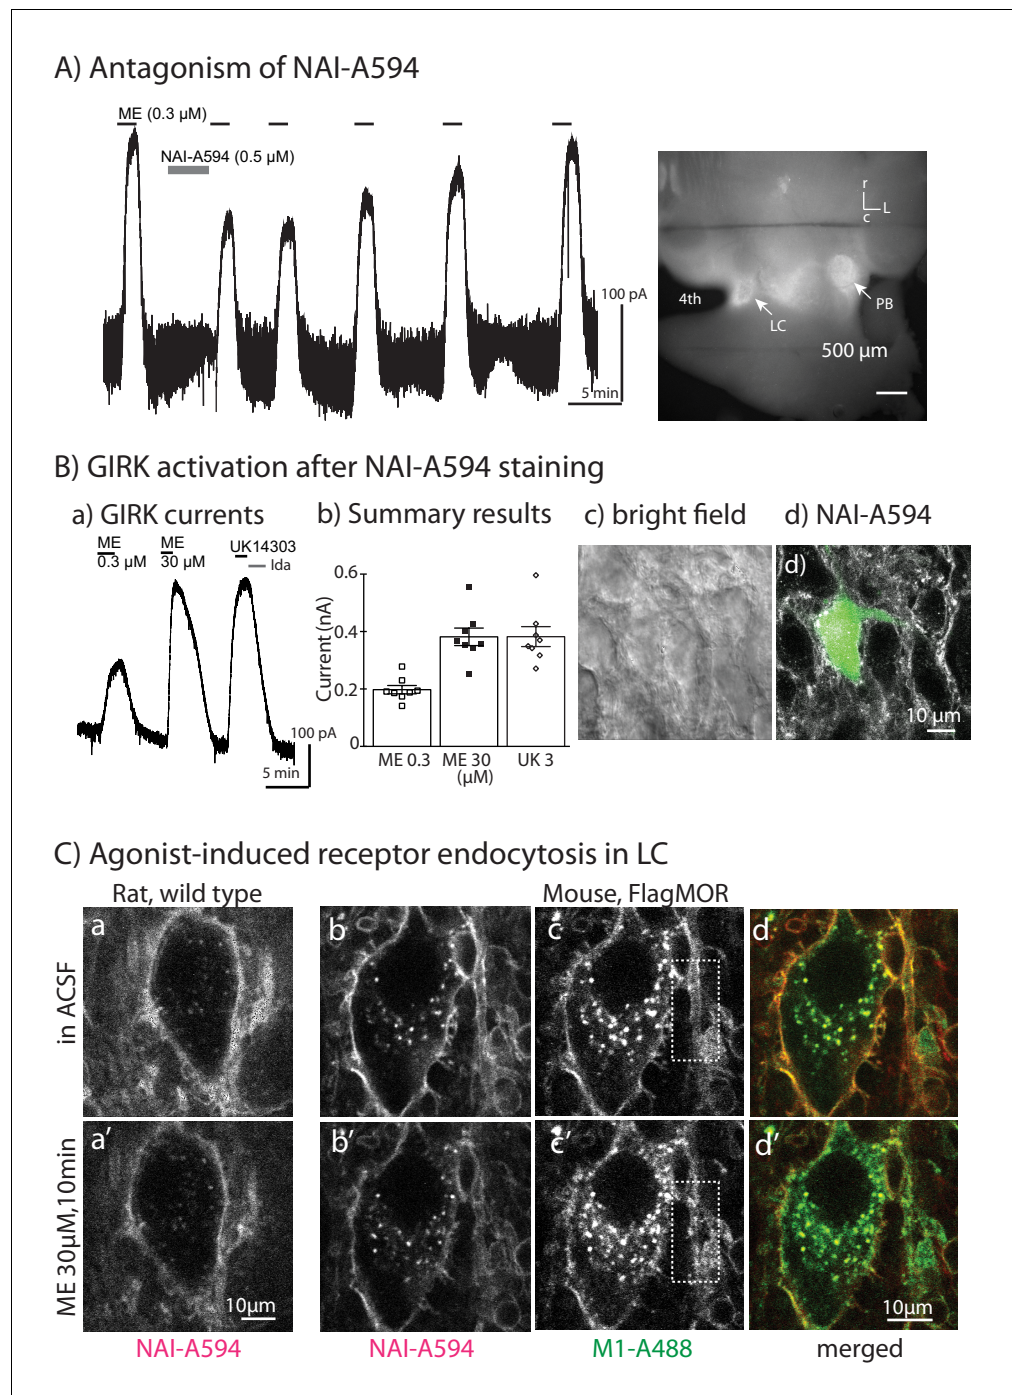 A) Antagonism of NAI-A594
ME (0.3 µM)
NAI-A594 (0.5 µM)
100 pA
5 min
r
L
c
4th
LC
PB
500 µm
B) GIRK activation after NAI-A594 staining
a) GIRK currents
ME
0.3 µM
ME
30 µM
UK14303
Ida
100 pA
5 min
b) Summary results
Current (nA)
0.6
0.4
0.2
0
ME 0.3
ME 30
UK 3
(µM)
c) bright field
d) NAI-A594
d)
10 µm
C) Agonist-induced receptor endocytosis in LC
Rat, wild type
Mouse, FlagMOR
in ACSF
a
b
c
d
ME 30µM,10min
a′
b′
c′
d′
10µm
10µm
NAI-A594
NAI-A594
M1-A488
merged